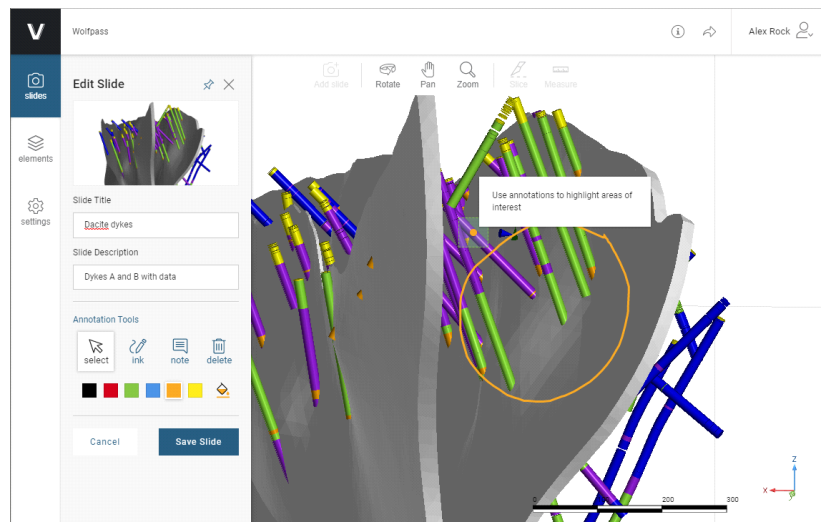 Wolfpass
Alex Rock
slides
elements
settings
Edit Slide
Slide Title
Dacite dykes
Slide Description
Dykes A and B with data
Annotation Tools
select ink note delete
Cancel Save Slide
Add slide Rotate Pan Zoom Slice Measure
Use annotations to highlight areas of
interest
0 200 300
Z
X
y